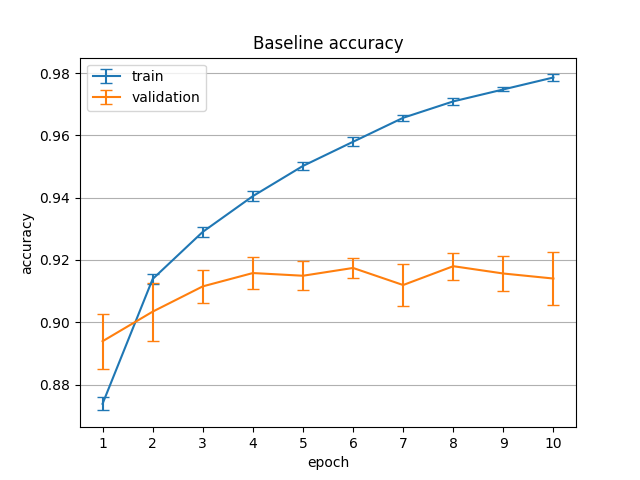 Baseline accuracy
train
validation
accuracy
0.98
0.96
0.94
0.92
0.90
0.88
1 2 3 4 5 6 7 8 9 10
epoch